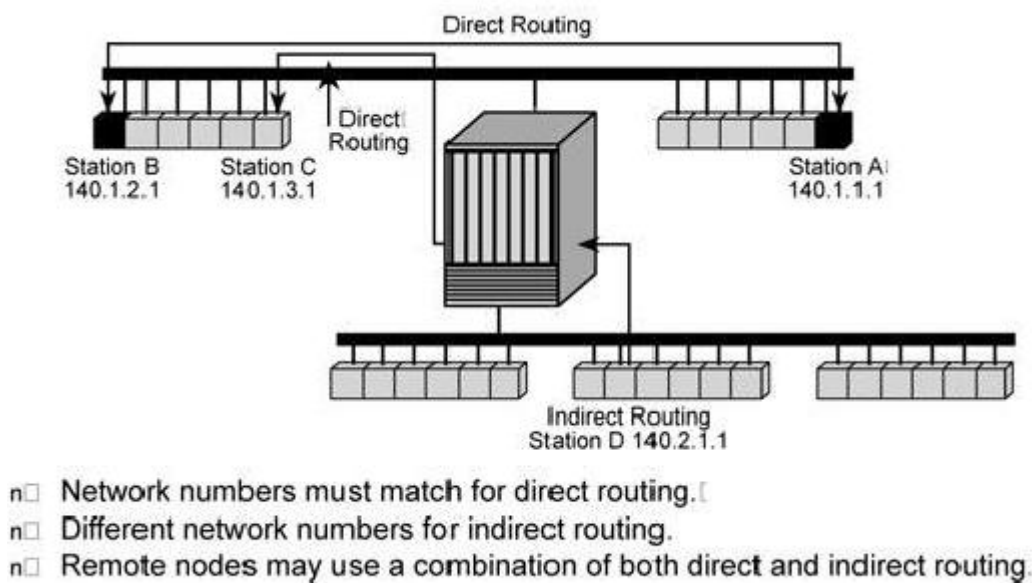 Direct Routing
Direct
Routing
Station B
140.1.2.1
Station C
140.1.3.1
Station A
140.1.1.1
Indirect Routing
Station D 140.2.1.1
n□ Network numbers must match for direct routing.
n□ Different network numbers for indirect routing.
n□ Remote nodes may use a combination of both direct and indirect routing.